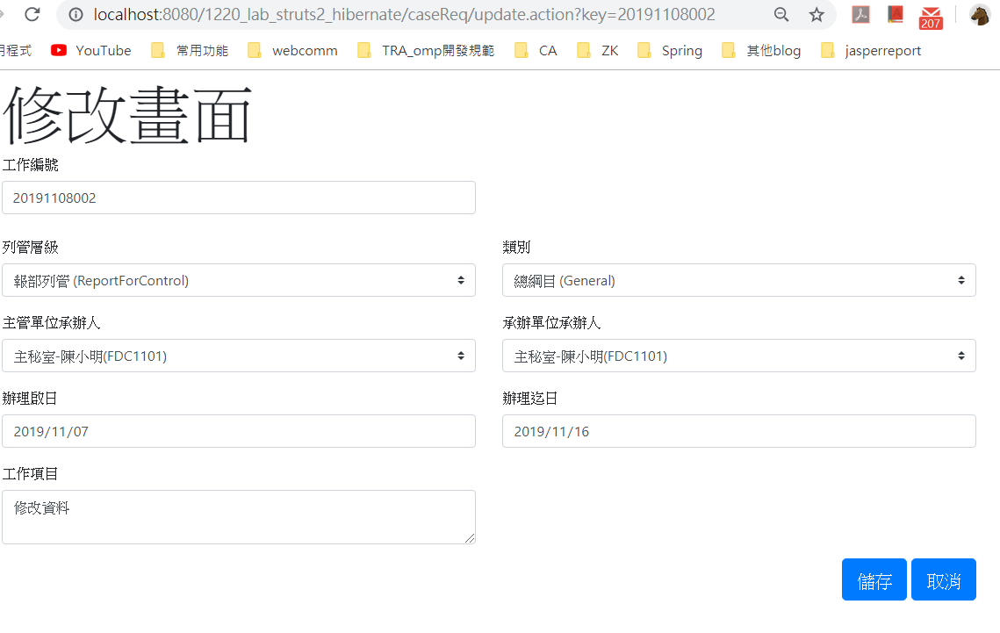 localhost:8080/1220_lab_struts2_hibernate/caseReq/update.action?key=20191108002
207
用程式 YouTube 常用功能 webcomm TRA_omp開發規範 CA ZK Spring 其他blog jasperreport
修改畫面
工作編號
20191108002
列管層級 類別
報部列管 (ReportForControl) 總綱目 (General)
主管單位承辦人 承辦單位承辦人
主秘室-陳小明(FDC1101) 主秘室-陳小明(FDC1101)
辦理啟日 辦理迄日
2019/11/07 2019/11/16
工作項目
修改資料
儲存 取消